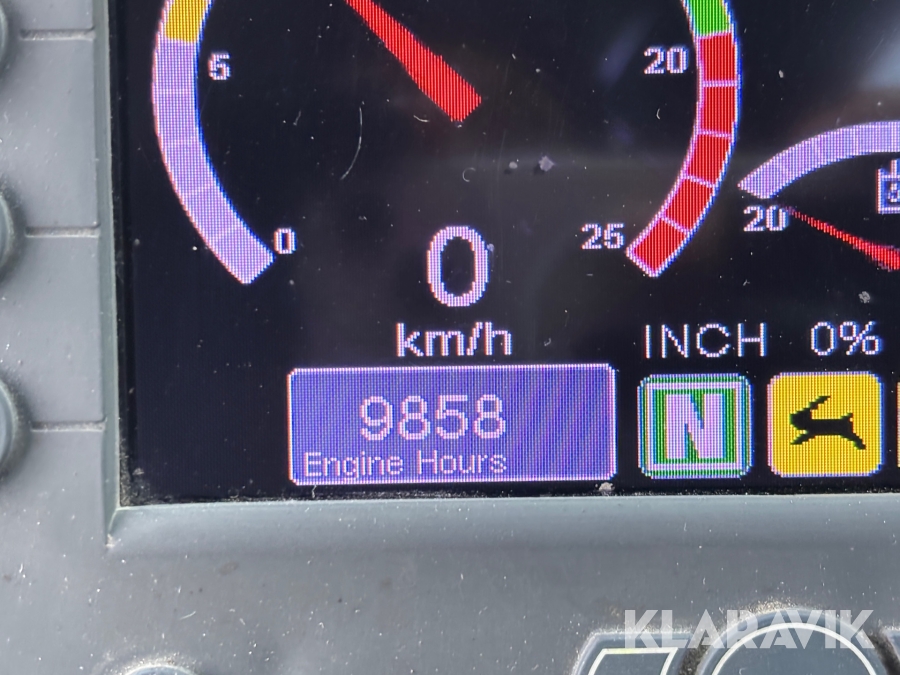 5
20
0
25
20
0
km/h
INCH 0%
9858
Engine Hours
N
KLARAVIK